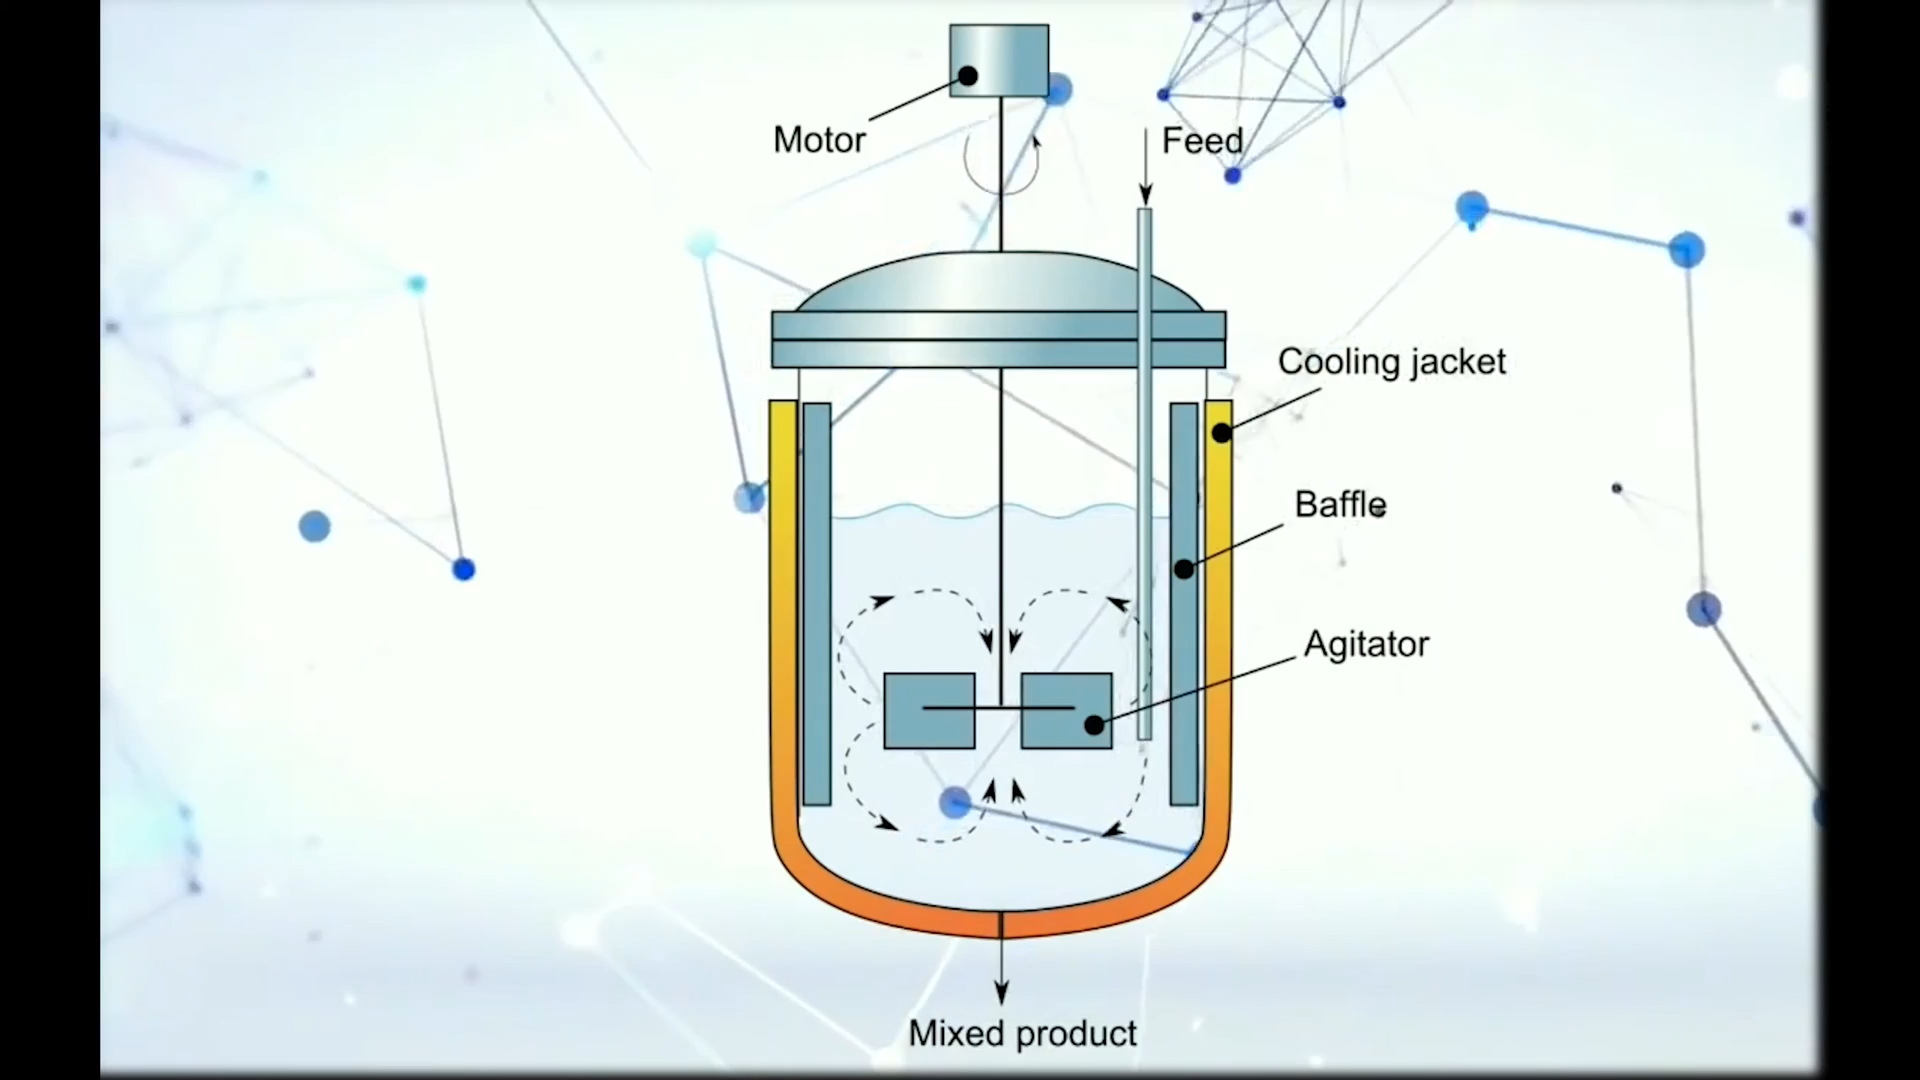 Motor
Feed
Cooling jacket
Baffle
Agitator
Mixed product